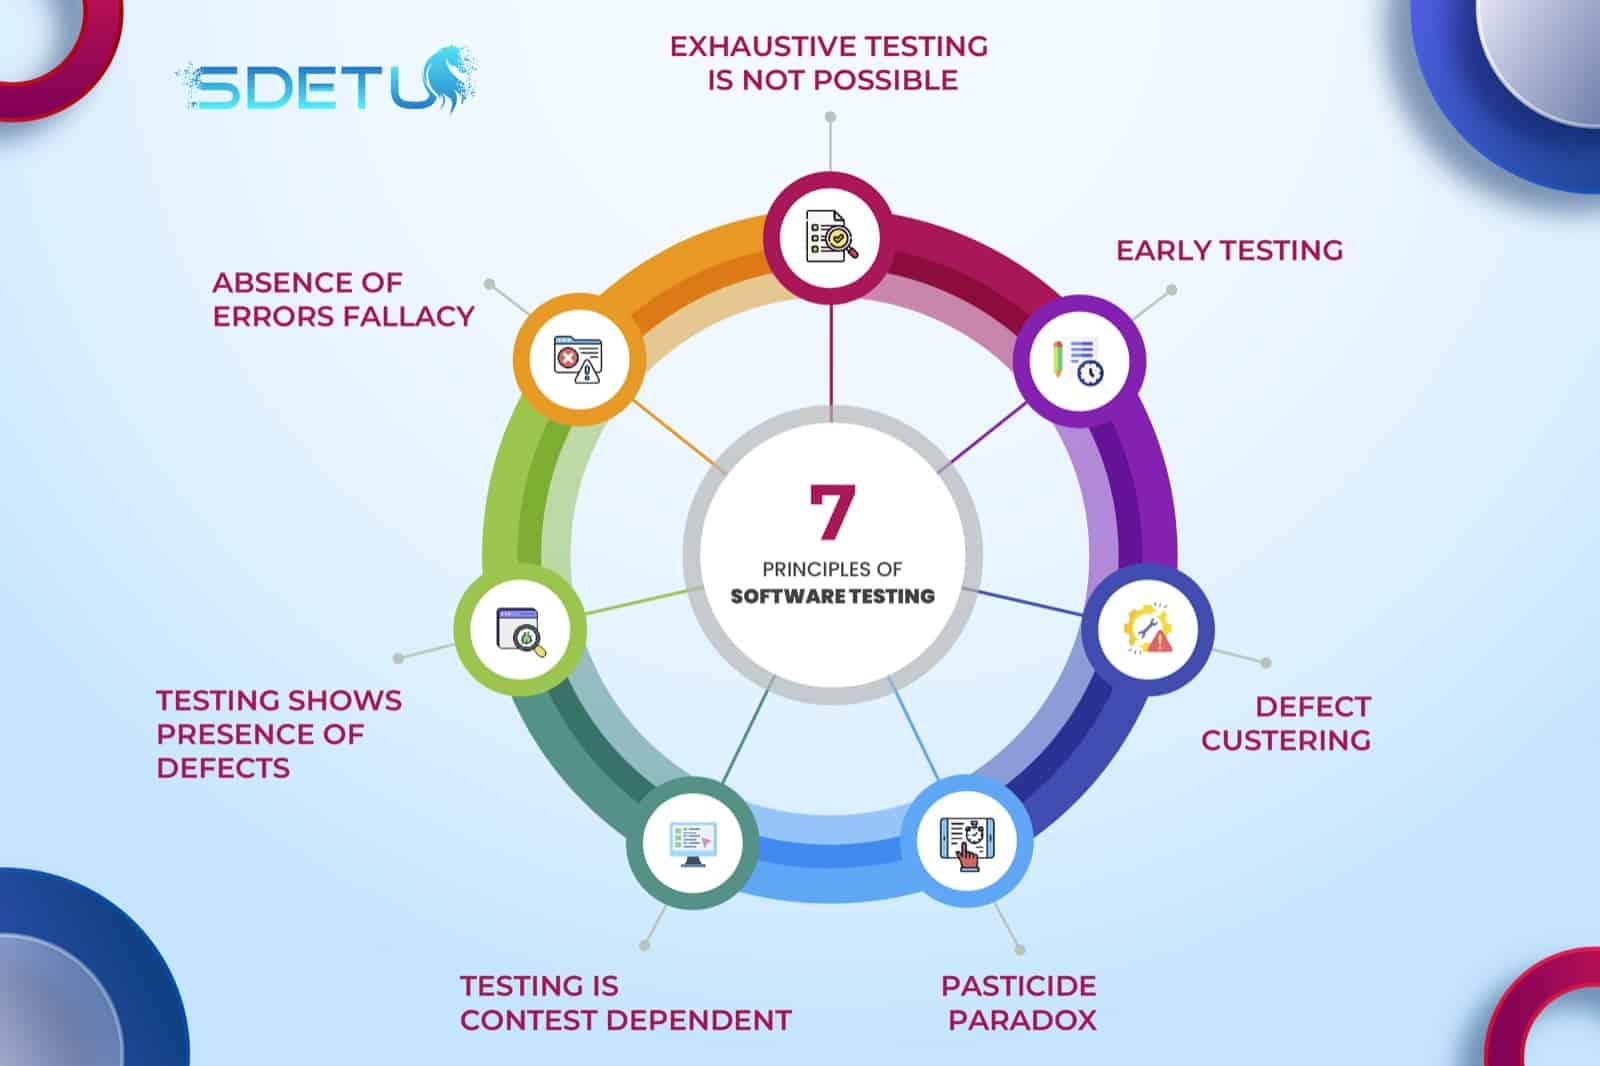 SDETU
EXHAUSTIVE TESTING
IS NOT POSSIBLE
EARLY TESTING
ABSENCE OF
ERRORS FALLACY
7
PRINCIPLES OF
SOFTWARE TESTING
TESTING SHOWS
PRESENCE OF
DEFECTS
DEFECT
CUSTERING
TESTING IS
CONTEST DEPENDENT
PASTICIDE
PARADOX